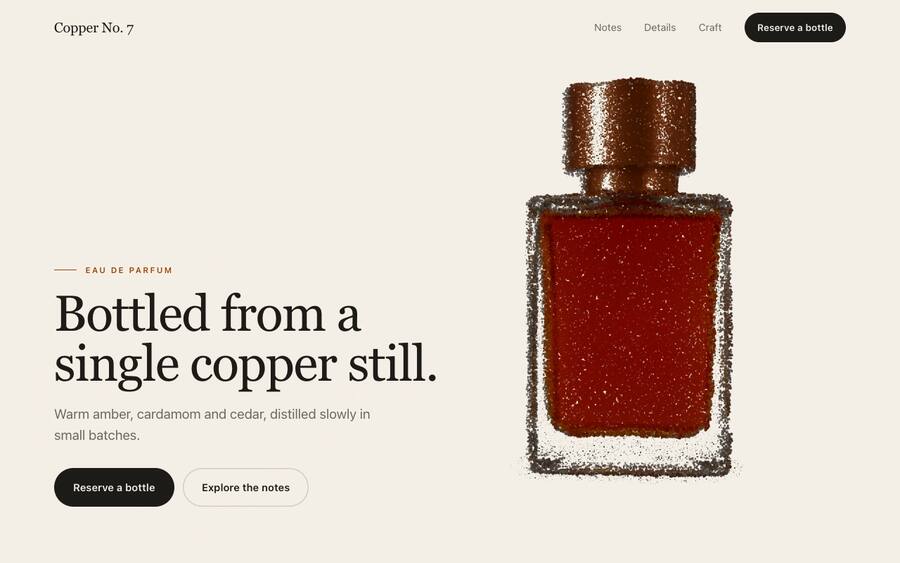 Copper No. 7
Notes
Details
Craft
Reserve a bottle
EAU DE PARFUM
Bottled from a
single copper still.
Warm amber, cardamom and cedar, distilled slowly in
small batches.
Reserve a bottle
Explore the notes